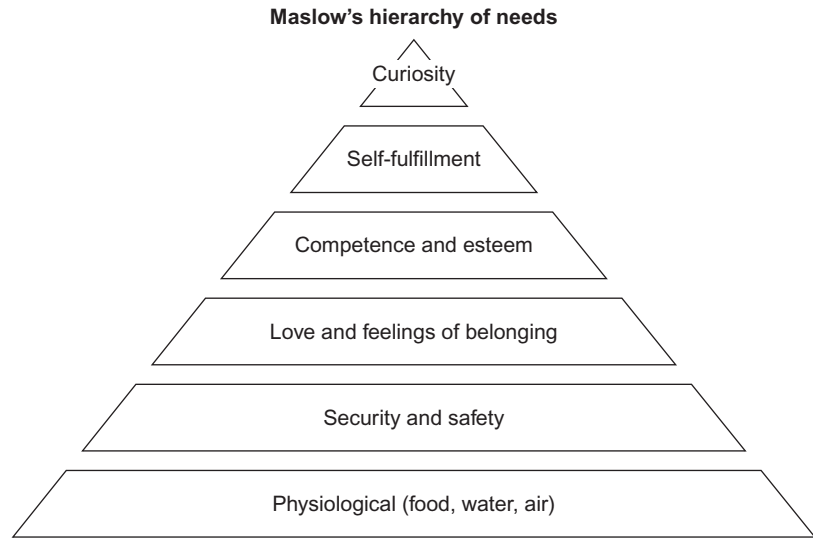 Maslow’s hierarchy of needs
Curiosity
Self-fulfillment
Competence and esteem
Love and feelings of belonging
Security and safety
Physiological (food, water, air)